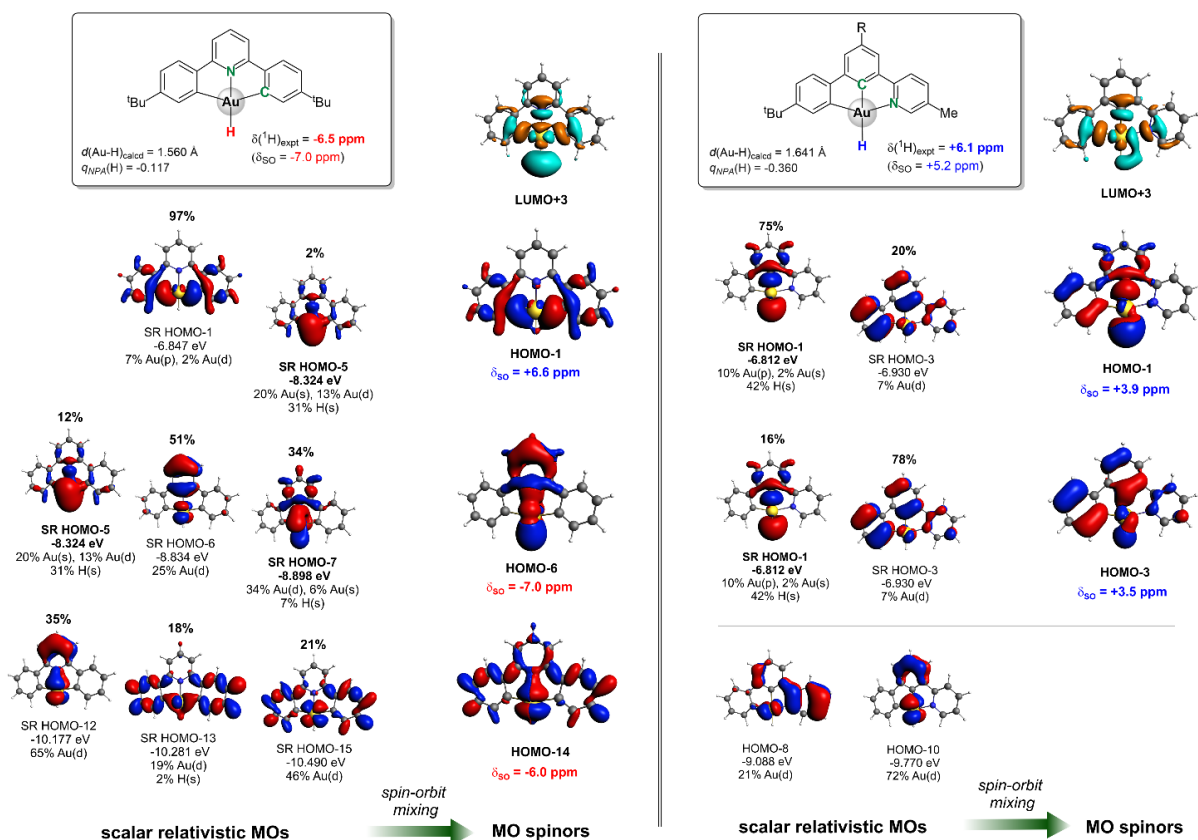 N
C
Au
H
tBu
tBu
δ(1H)expt = -6.5 ppm
(δSO = -7.0 ppm)
d(Au-H)calcd = 1.560 Å
qNPA(H) = -0.117
LUMO+3
97%
SR HOMO-1
-6.847 eV
7% Au(p), 2% Au(d)
2%
SR HOMO-5
-8.324 eV
20% Au(s), 13% Au(d)
31% H(s)
HOMO-1
δSO = +6.6 ppm
12%
SR HOMO-5
-8.324 eV
20% Au(s), 13% Au(d)
31% H(s)
51%
SR HOMO-6
-8.834 eV
25% Au(d)
34%
SR HOMO-7
-8.898 eV
34% Au(d), 6% Au(s)
7% H(s)
HOMO-6
δSO = -7.0 ppm
35%
SR HOMO-12
-10.177 eV
65% Au(d)
18%
SR HOMO-13
-10.281 eV
19% Au(d)
2% H(s)
21%
SR HOMO-15
-10.490 eV
46% Au(d)
HOMO-14
δSO = -6.0 ppm
scalar relativistic MOs
spin-orbit
mixing
MO spinors
R
C
N
Au
H
tBu
Me
δ(1H)expt = +6.1 ppm
(δSO = +5.2 ppm)
d(Au-H)calcd = 1.641 Å
qNPA(H) = -0.360
LUMO+3
75%
SR HOMO-1
-6.812 eV
10% Au(p), 2% Au(s)
42% H(s)
20%
SR HOMO-3
-6.930 eV
7% Au(d)
HOMO-1
δSO = +3.9 ppm
16%
SR HOMO-1
-6.812 eV
10% Au(p), 2% Au(s)
42% H(s)
78%
SR HOMO-3
-6.930 eV
7% Au(d)
HOMO-3
δSO = +3.5 ppm
HOMO-8
-9.088 eV
21% Au(d)
HOMO-10
-9.770 eV
72% Au(d)
scalar relativistic MOs
spin-orbit
mixing
MO spinors